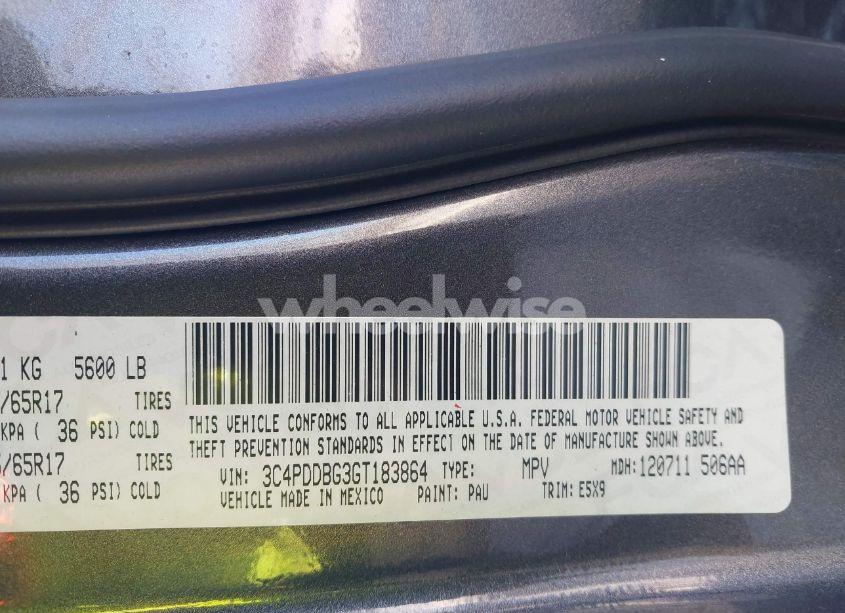 wheelwise
1 KG 5600 LB
/65R17 TIRES
KPA ( 36 PSI) COLD
/65R17 TIRES
KPA ( 36 PSI) COLD
THIS VEHICLE CONFORMS TO ALL APPLICABLE U.S.A. FEDERAL MOTOR VEHICLE SAFETY AND
THEFT PREVENTION STANDARDS IN EFFECT ON THE DATE OF MANUFACTURE SHOWN ABOVE.
VIN: 3C4PDDBG3GT183864 TYPE: MPV MDH: 120711 506AA
VEHICLE MADE IN MEXICO PAINT: PAU TRIM: E5X9